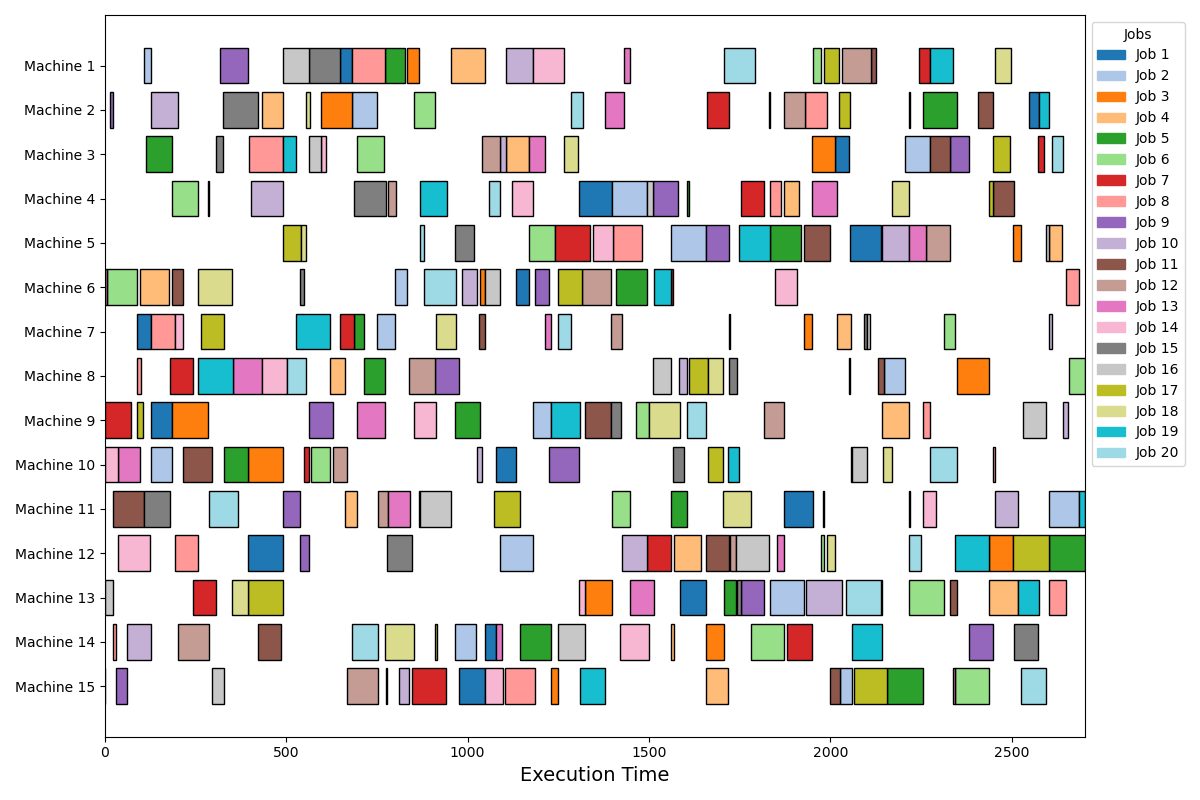 Machine 1
Machine 2
Machine 3
Machine 4
Machine 5
Machine 6
Machine 7
Machine 8
Machine 9
Machine 10
Machine 11
Machine 12
Machine 13
Machine 14
Machine 15
0 500 1000 1500 2000 2500
Execution Time
Jobs
Job 1
Job 2
Job 3
Job 4
Job 5
Job 6
Job 7
Job 8
Job 9
Job 10
Job 11
Job 12
Job 13
Job 14
Job 15
Job 16
Job 17
Job 18
Job 19
Job 20